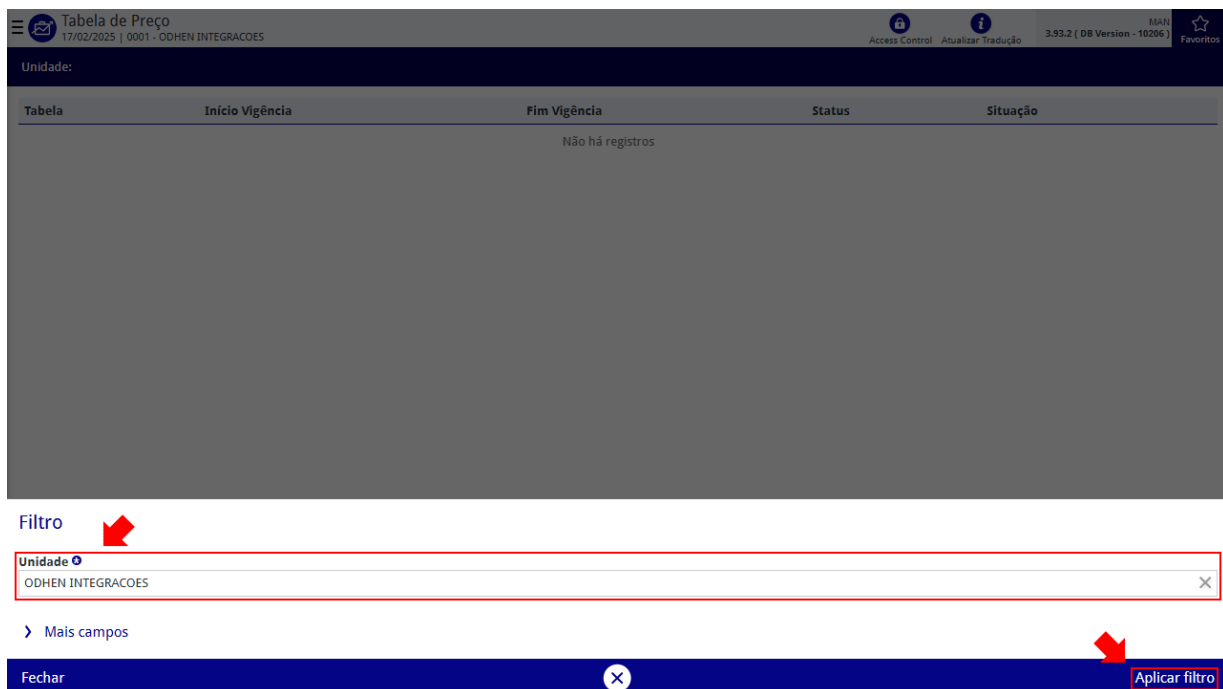 Tabela de Preço
17/02/2025 | 0001 - ODHEN INTEGRACOES
Access Control
Atualizar Tradução
MAN
3.93.2 ( DB Version - 10206 )
Favoritos
Unidade:
Tabela Início Vigência Fim Vigência Status Situação
Não há registros
Filtro
Unidade
ODHEN INTEGRACOES
Mais campos
Fechar Aplicar filtro